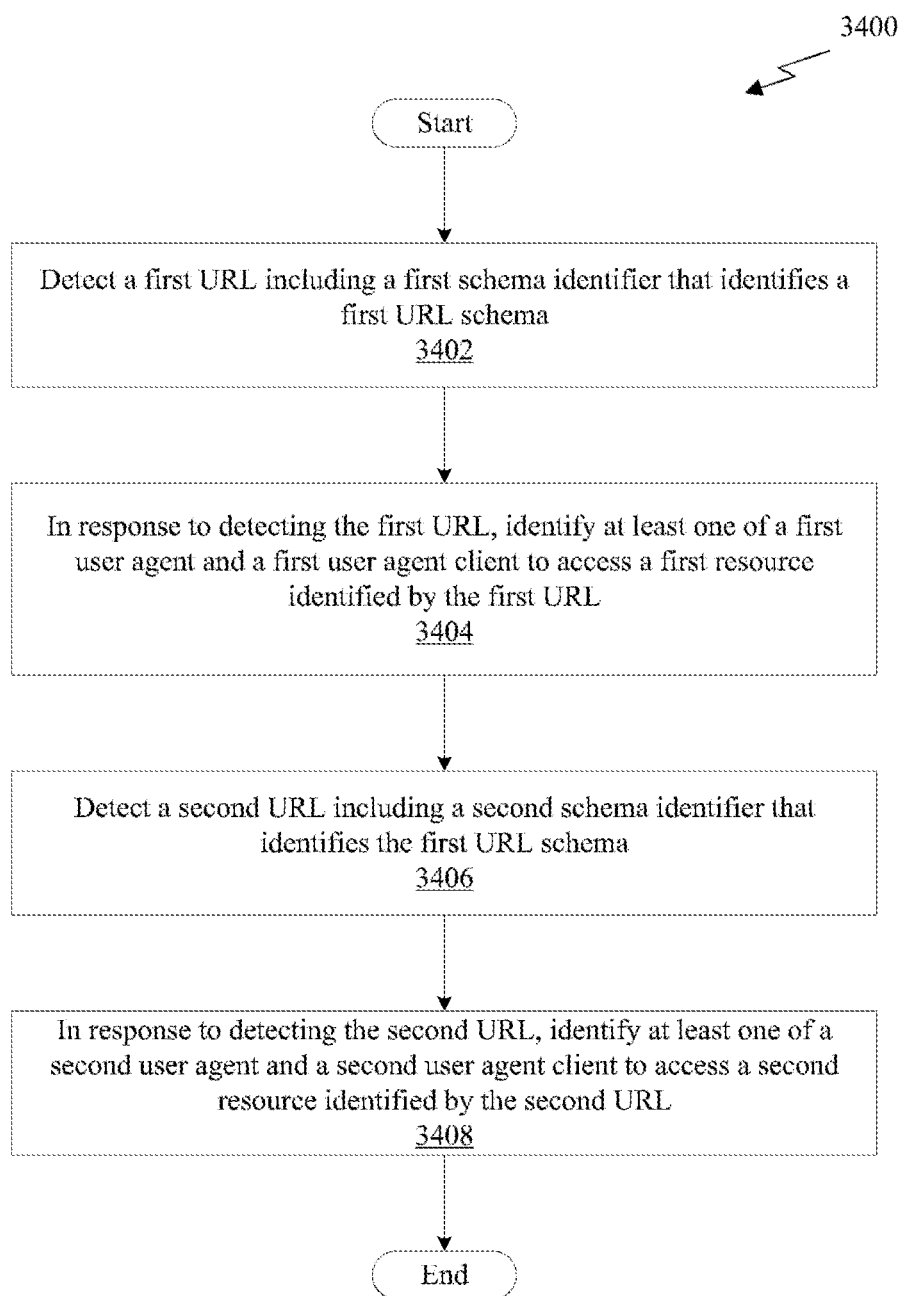 3400
Start
Detect a first URL including a first schema identifier that identifies a
first URL schema
3402
In response to detecting the first URL, identify at least one of a first
user agent and a first user agent client to access a first resource
identified by the first URL
3404
Detect a second URL including a second schema identifier that
identifies the first URL schema
3406
In response to detecting the second URL, identify at least one of a
second user agent and a second user agent client to access a second
resource identified by the second URL
3408
End